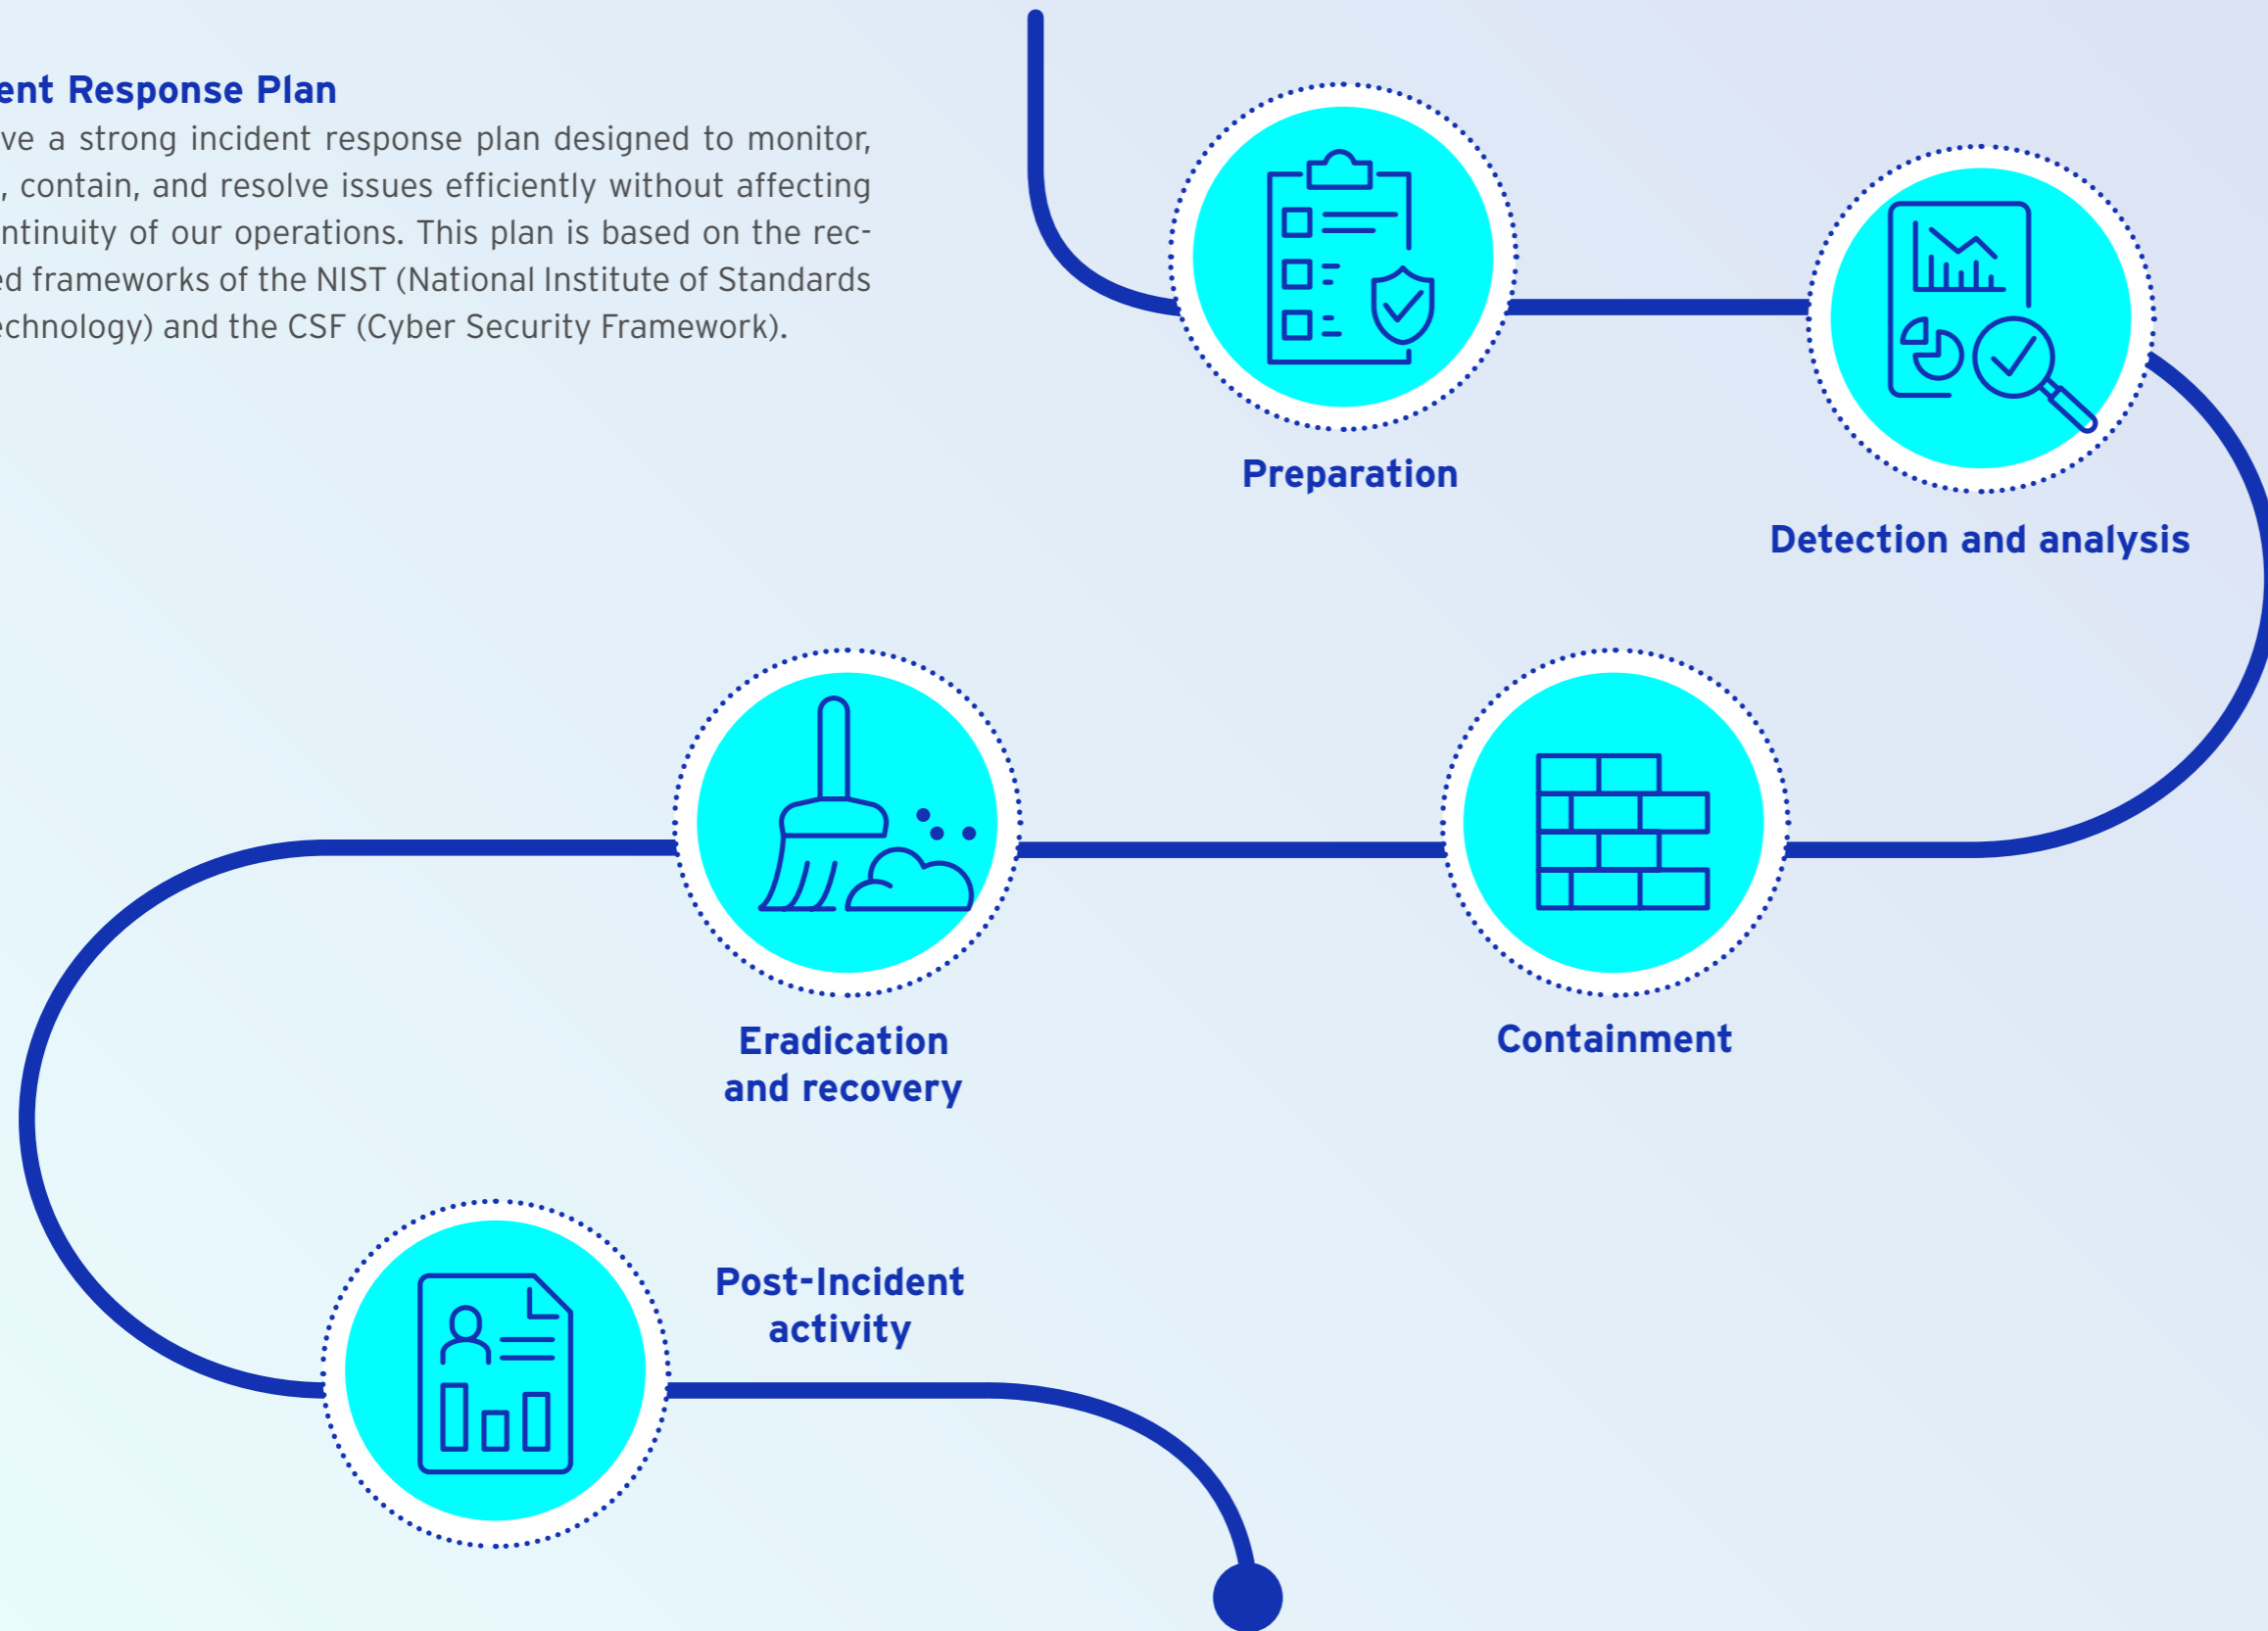 ent Response Plan
ve a strong incident response plan designed to monitor,
, contain, and resolve issues efficiently without affecting
ntinuity of our operations. This plan is based on the rec-
ed frameworks of the NIST (National Institute of Standards
echnology) and the CSF (Cyber Security Framework).
Preparation
Detection and analysis
Containment
Eradication
and recovery
Post-Incident
activity